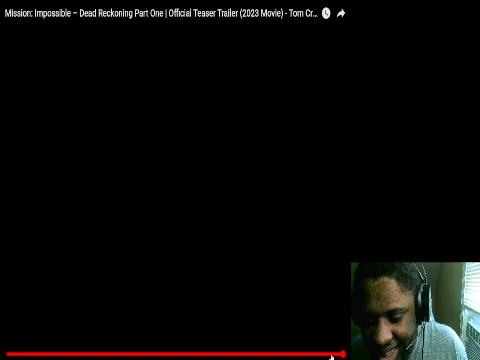 Mission: Impossible – Dead Reckoning Part One | Official Teaser Trailer (2023 Movie) - Tom Cr...